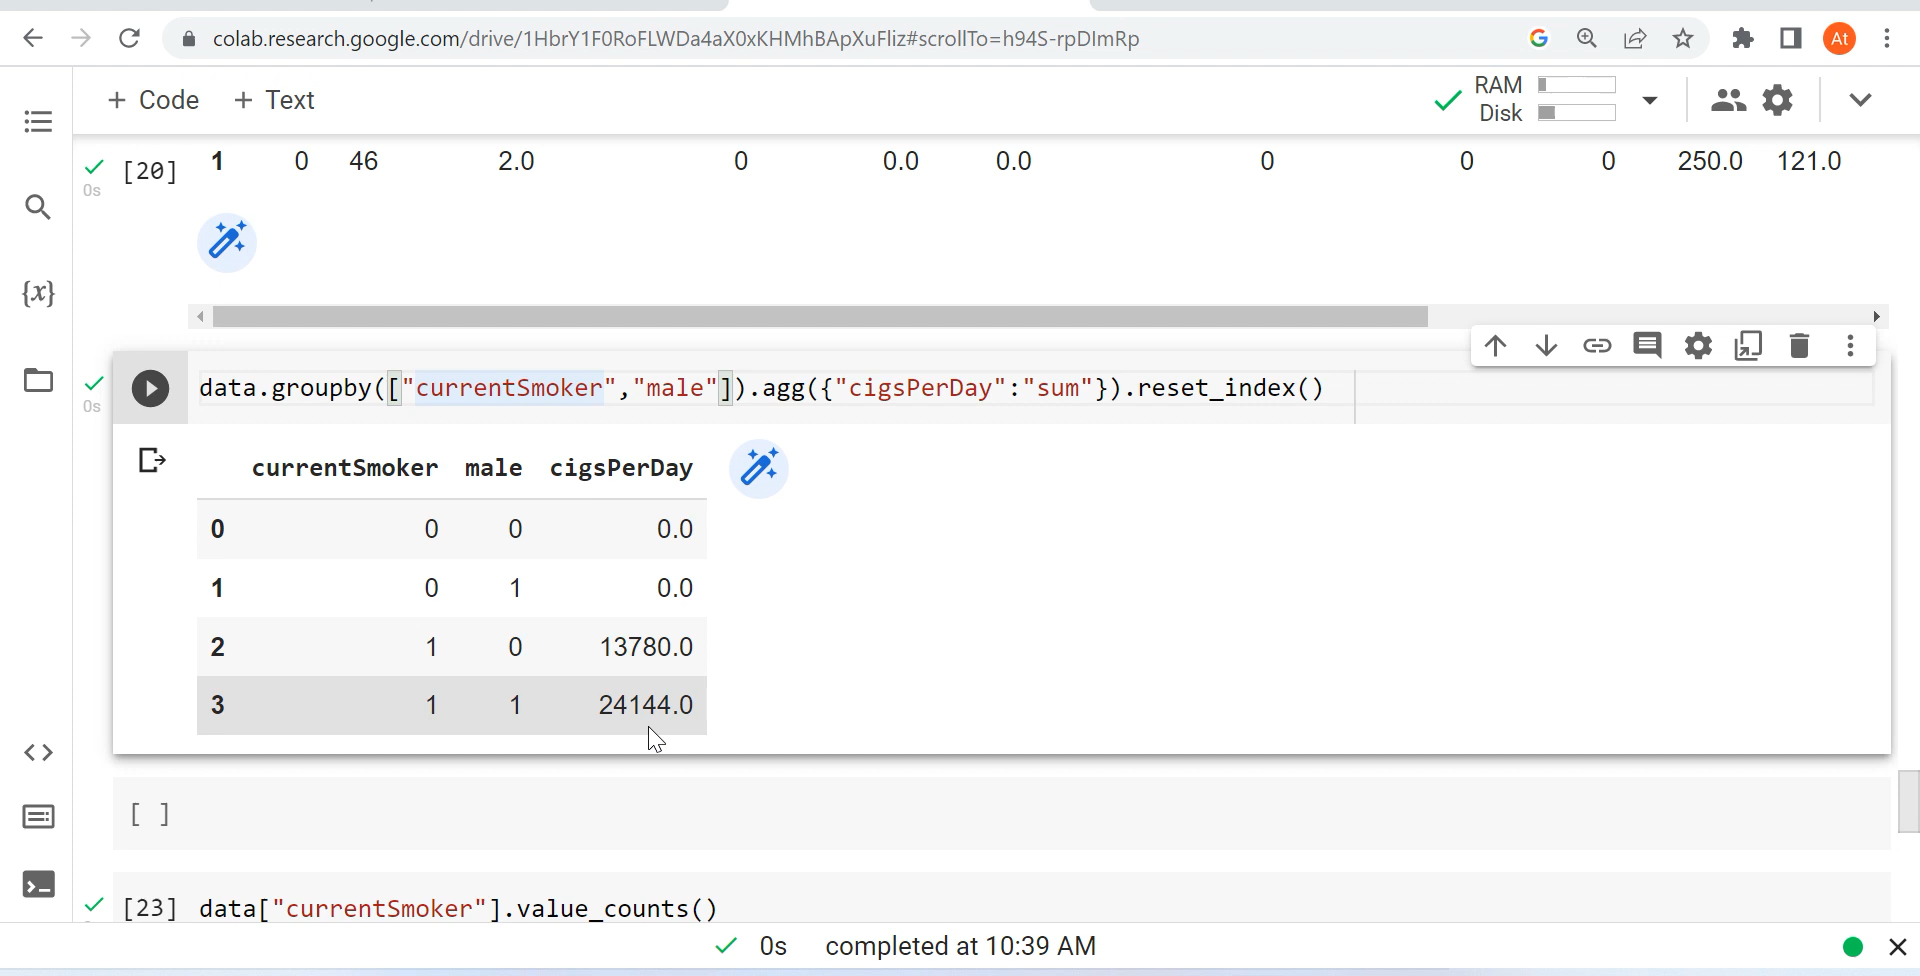 colab.research.google.com/drive/1HbrY1F0RoFLWDa4aX0xKHMhBApXuFliz#scrollTo=h94S-rpDImRp
At
+ Code + Text
RAM
Disk
[20] 1 0 46 2.0 0 0.0 0.0 0 0 0 250.0 121.0
0s
{x}
data.groupby(["currentSmoker","male"]).agg({"cigsPerDay":"sum"}).reset_index()
0s
currentSmoker male cigsPerDay
0 0 0 0.0
1 0 1 0.0
2 1 0 13780.0
3 1 1 24144.0
[ ]
[23] data["currentSmoker"].value_counts()
0s completed at 10:39 AM